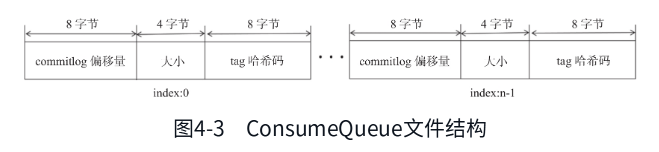 8 字节 4 字节 8 字节 8 字节 4 字节 8 字节
commitlog 偏移量 大小 tag 哈希码 ··· commitlog 偏移量 大小 tag 哈希码
index:0 index:n-1
图4-3 ConsumeQueue文件结构